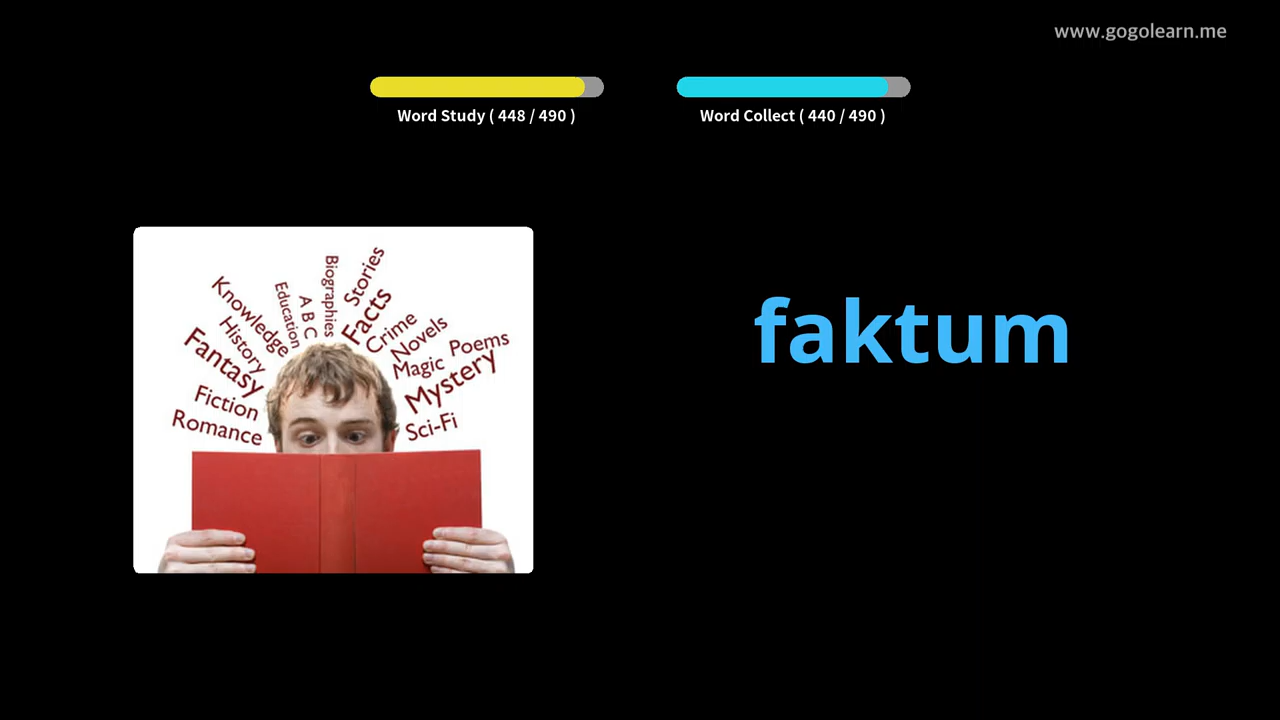 www.gogolearn.me
Word Study ( 448 / 490 )
Word Collect ( 440 / 490 )
faktum
Romance
Fiction
Fantasy
History
Knowledge
Education
A B C
Biographies
Stories
Facts
Crime
Novels
Magic
Poems
Mystery
Sci-Fi